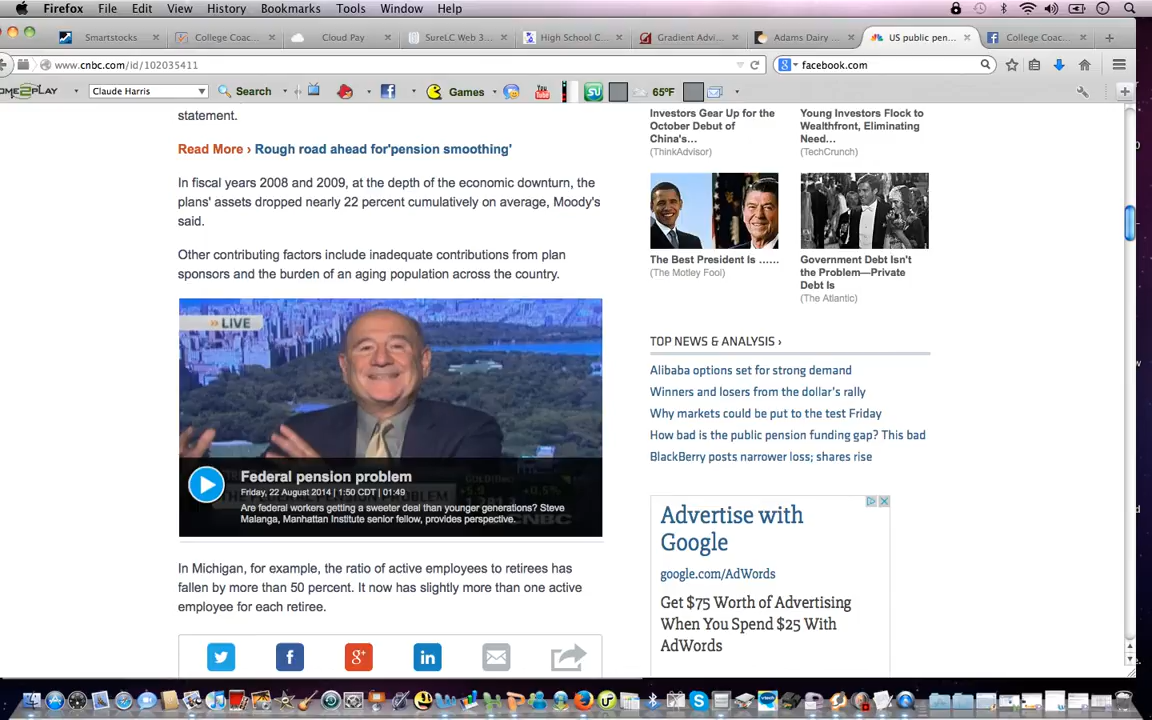 Firefox File Edit View History Bookmarks Tools Window Help
Smartstocks College Coac... Cloud Pay SureLC Web 3... High School C... Gradient Advi... Adams Dairy ... US public pen... College Coac...
www.cnbc.com/id/102035411 facebook.com
OME2PLAY Claude Harris Search Games You Tube 65°F
statement.
Read More › Rough road ahead for'pension smoothing'
In fiscal years 2008 and 2009, at the depth of the economic downturn, the
plans' assets dropped nearly 22 percent cumulatively on average, Moody's
said.
Other contributing factors include inadequate contributions from plan
sponsors and the burden of an aging population across the country.
›› LIVE
Federal pension problem
Friday, 22 August 2014 | 1:50 CDT | 01:49
Are federal workers getting a sweeter deal than younger generations? Steve
Malanga, Manhattan Institute senior fellow, provides perspective.
In Michigan, for example, the ratio of active employees to retirees has
fallen by more than 50 percent. It now has slightly more than one active
employee for each retiree.
f g+ in
Investors Gear Up for the
October Debut of
China's...
(ThinkAdvisor)
Young Investors Flock to
Wealthfront, Eliminating
Need...
(TechCrunch)
The Best President Is ......
(The Motley Fool)
Government Debt Isn't
the Problem—Private
Debt Is
(The Atlantic)
TOP NEWS & ANALYSIS ›
Alibaba options set for strong demand
Winners and losers from the dollar's rally
Why markets could be put to the test Friday
How bad is the public pension funding gap? This bad
BlackBerry posts narrower loss; shares rise
Advertise with
Google
google.com/AdWords
Get $75 Worth of Advertising
When You Spend $25 With
AdWords